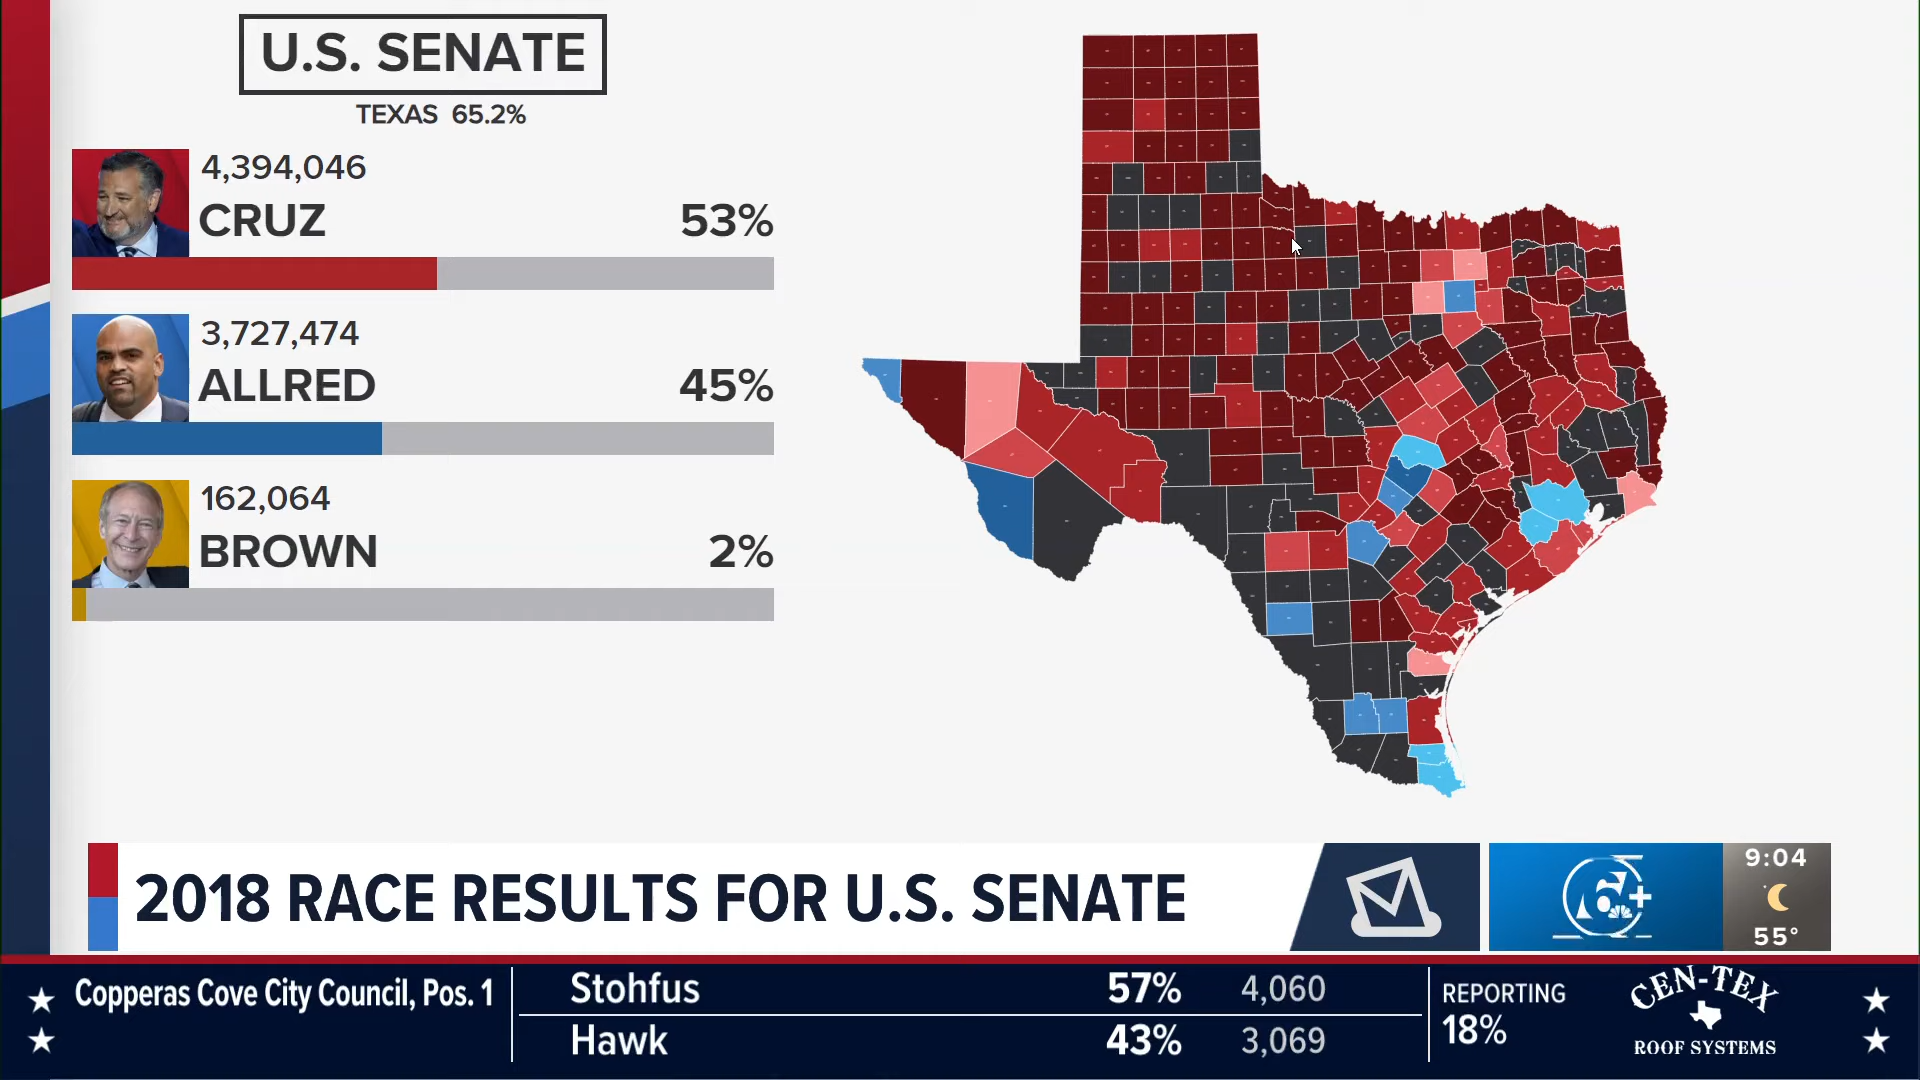 U.S. SENATE
TEXAS 65.2%
4,394,046
CRUZ 53%
3,727,474
ALLRED 45%
162,064
BROWN 2%
2018 RACE RESULTS FOR U.S. SENATE
6+
9:04
55°
Copperas Cove City Council, Pos. 1
Stohfus 57% 4,060
Hawk 43% 3,069
REPORTING
18%
CEN-TEX
ROOF SYSTEMS